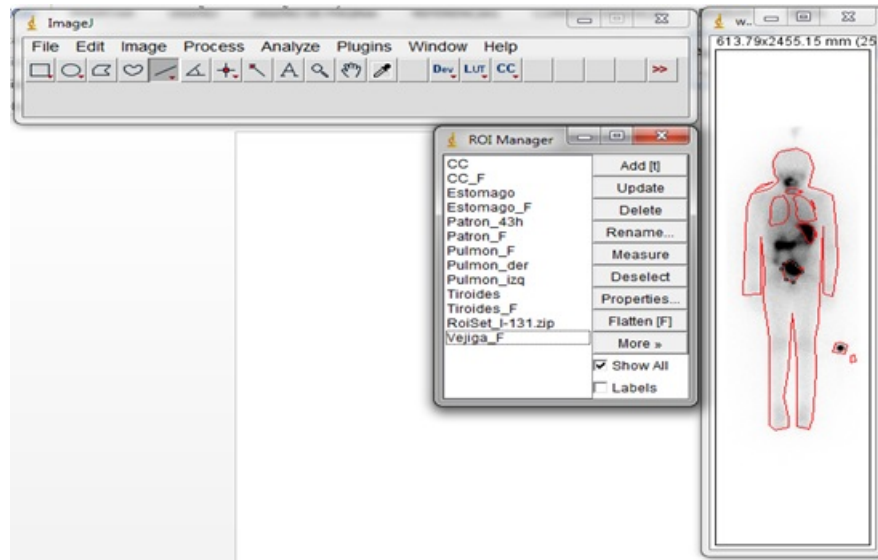 ImageJ
File Edit Image Process Analyze Plugins Window Help
Dev LUT CC >>
w..
613.79x2455.15 mm (25
ROI Manager
CC
CC_F
Estomago
Estomago_F
Patron_43h
Patron_F
Pulmon_F
Pulmon_der
Pulmon_izq
Tiroides
Tiroides_F
RoiSet_I-131.zip
Vejiga_F
Add [t]
Update
Delete
Rename...
Measure
Deselect
Properties...
Flatten [F]
More »
Show All
Labels